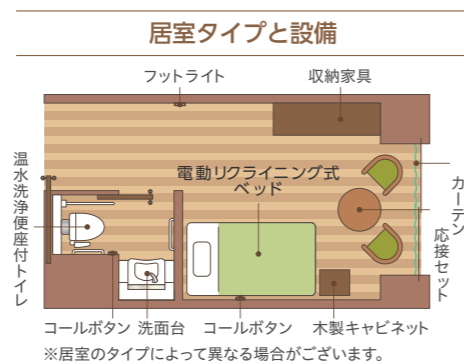 居室タイプと設備
フットライト
収納家具
温水洗浄便座付トイレ
電動リクライニング式
ベッド
カーテン
応接セット
コールボタン
洗面台
コールボタン
木製キャビネット
※居室のタイプによって異なる場合がございます。